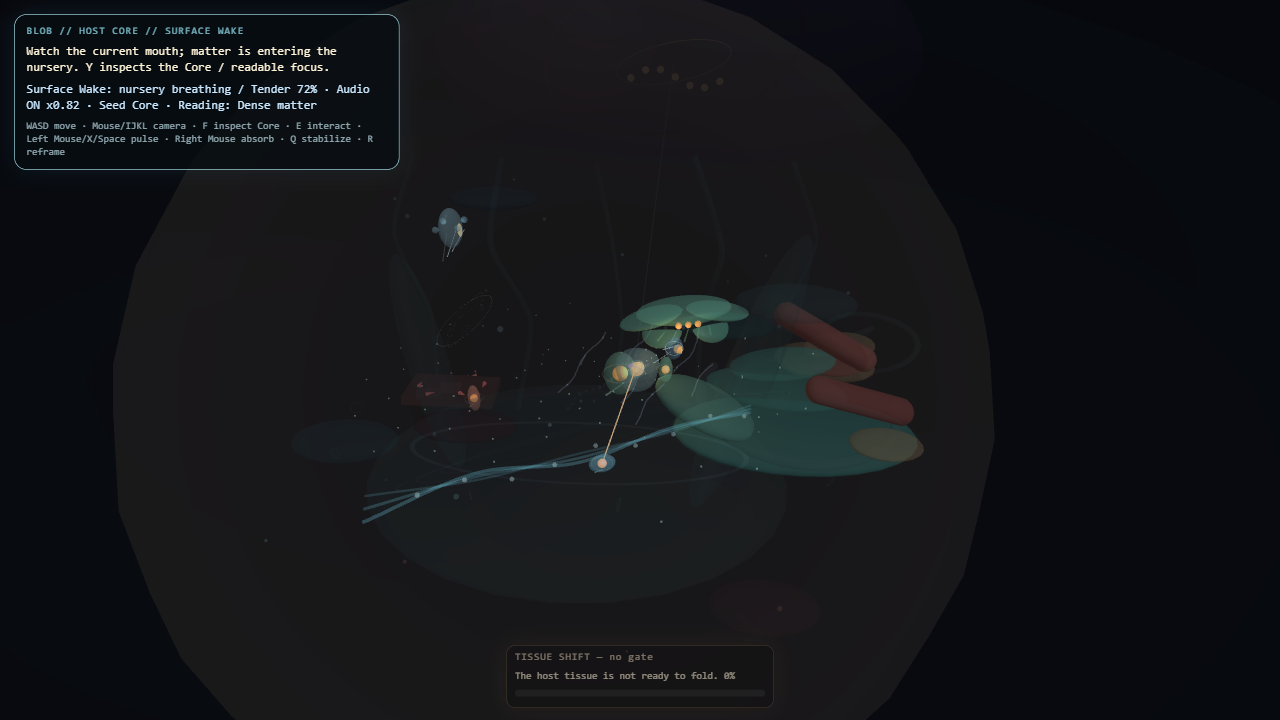 BLOB // HOST CORE // SURFACE WAKE
Watch the current mouth; matter is entering the
nursery. Y inspects the Core / readable focus.
Surface Wake: nursery breathing / Tender 72% · Audio
ON x0.82 · Seed Core · Reading: Dense matter
WASD move · Mouse/IJKL camera · F inspect Core · E interact ·
Left Mouse/X/Space pulse · Right Mouse absorb · Q stabilize · R
reframe
TISSUE SHIFT — no gate
The host tissue is not ready to fold. 0%